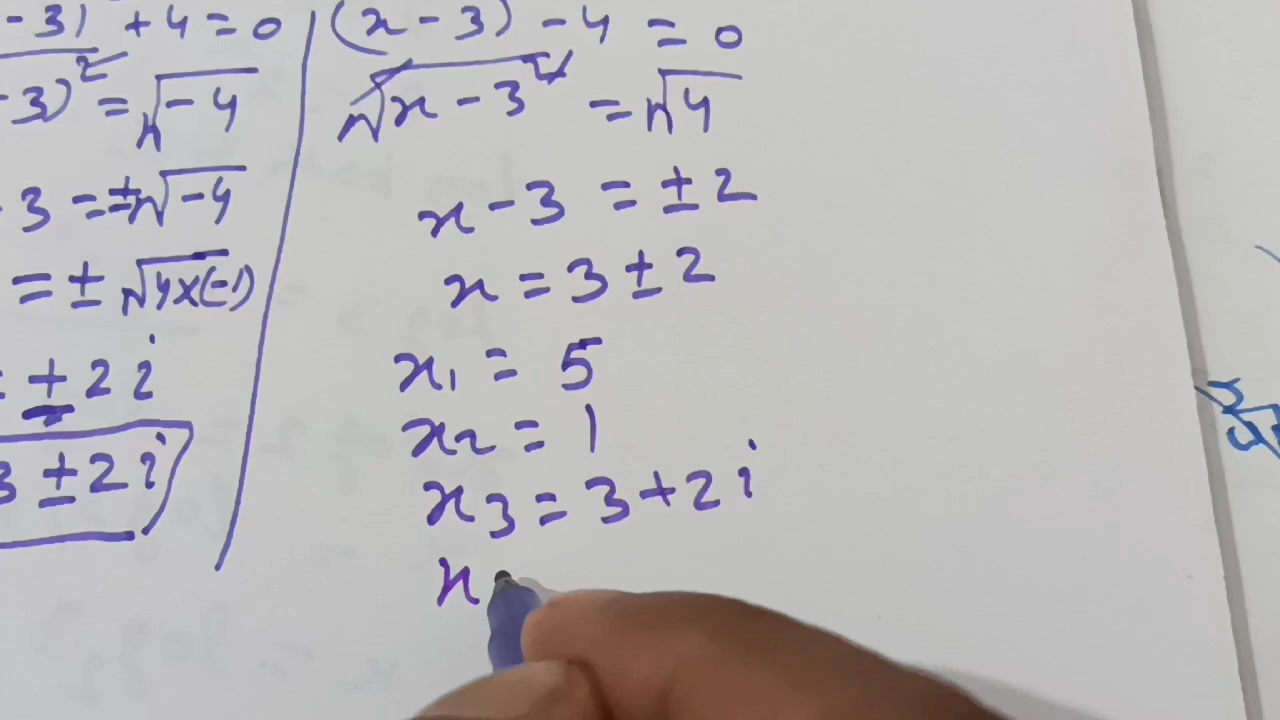 -3)² + 4 = 0
-3)² = √-4
- 3 = ±√-4
= ± √4×(-1)
= ± 2i
3 ± 2i
(x - 3) - 4 = 0
√x - 3² = √4
x - 3 = ± 2
x = 3 ± 2
x₁ = 5
x₂ = 1
x₃ = 3 + 2i
x